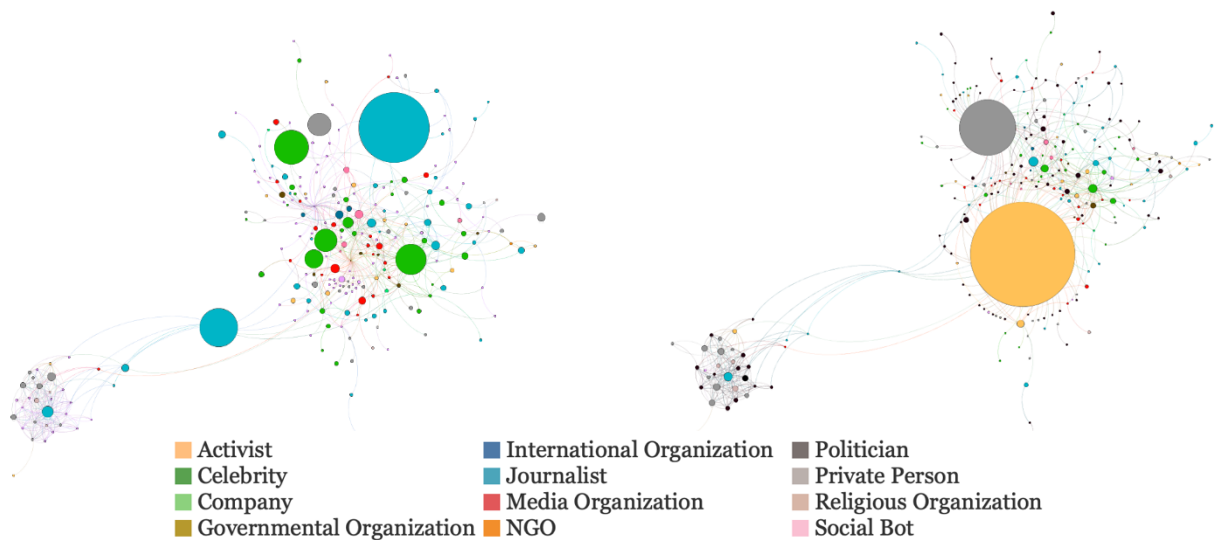 Activist
Celebrity
Company
Governmental Organization
International Organization
Journalist
Media Organization
NGO
Politician
Private Person
Religious Organization
Social Bot